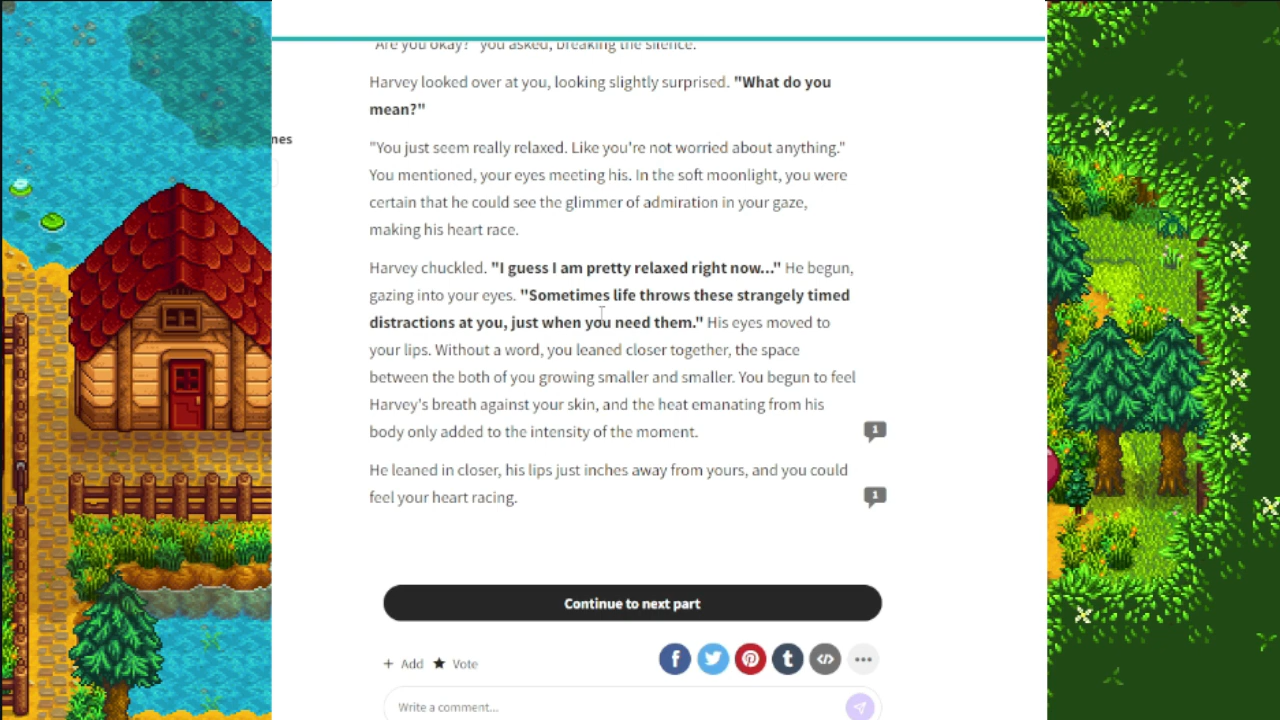 "Are you okay?" you asked, breaking the silence.
Harvey looked over at you, looking slightly surprised. "What do you
mean?"
nes
"You just seem really relaxed. Like you're not worried about anything."
You mentioned, your eyes meeting his. In the soft moonlight, you were
certain that he could see the glimmer of admiration in your gaze,
making his heart race.
Harvey chuckled. "I guess I am pretty relaxed right now..." He begun,
gazing into your eyes. "Sometimes life throws these strangely timed
distractions at you, just when you need them." His eyes moved to
your lips. Without a word, you leaned closer together, the space
between the both of you growing smaller and smaller. You begun to feel
Harvey's breath against your skin, and the heat emanating from his
body only added to the intensity of the moment.
1
He leaned in closer, his lips just inches away from yours, and you could
feel your heart racing.
1
Continue to next part
+ Add ★ Vote
Write a comment...